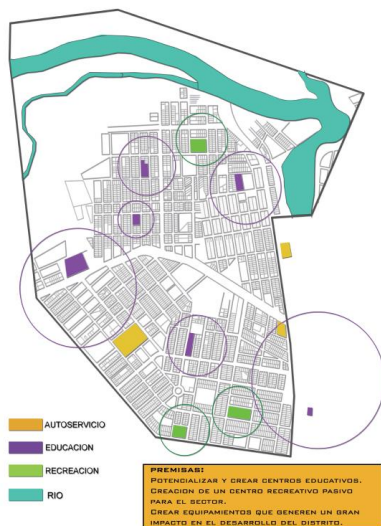 AUTOSERVICIO
EDUCACION
RECREACION
RIO
PREMISAS:
POTENCIALIZAR Y CREAR CENTROS EDUCATIVOS.
CREACION DE UN CENTRO RECREATIVO PASIVO
PARA EL SECTOR.
CREAR EQUIPAMIENTOS QUE GENEREN UN GRAN
IMPACTO EN EL DESARROLLO DEL DISTRITO.